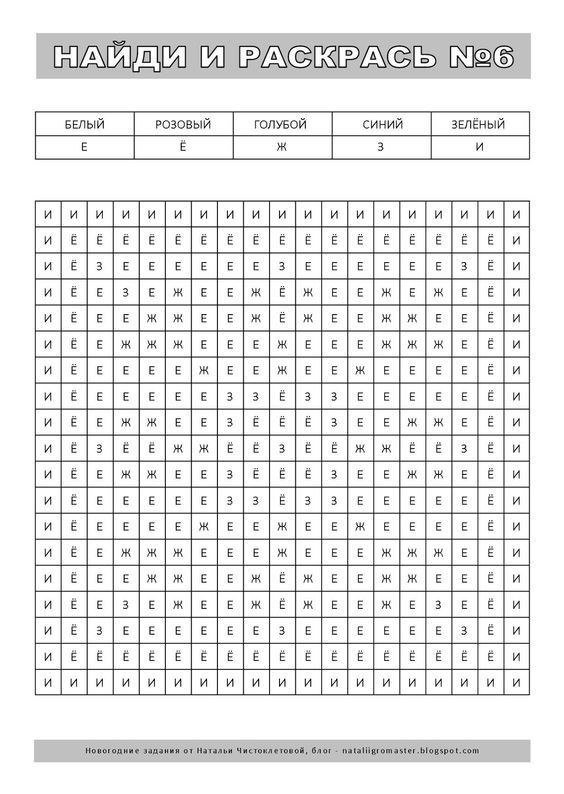 НАЙДИ И РАСКРАСЬ №6
БЕЛЫЙ РОЗОВЫЙ ГОЛУБОЙ СИНИЙ ЗЕЛЁНЫЙ
Е Ё Ж З И
И И И И И И И И И И И И И И И И И И И
И Ё Ё Ё Ё Ё Ё Ё Ё Ё Ё Ё Ё Ё Ё Ё Ё Ё И
И Ё З Е Е Е Е Е Е З Е Е Е Е Е Е З Ё И
И Ё Е З Е Ж Е Е Ж Ё Ж Е Е Ж Е Ж Е Ё И
И Ё Е Е Ж Ж Е Е Ж Ё Ж Е Е Ж Ж Е Е Ё И
И Ё Е Ж Ж Ж Е Е Е Ж Е Е Е Ж Ж Ж Е Ё И
И Ё Е Е Е Е Ж Е Е Ж Е Е Ж Е Е Е Е Ё И
И Ё Е Е Е Е Е З З Ё З З Е Е Е Е Е Ё И
И Ё Е Ж Ж Е Е З Ё Ё Ё З Е Е Ж Ж Е Ё И
И Ё З Ё Ё Ж Ж Ё Ё З Ё Ё Ж Ж Ё Ё З Ё И
И Ё Е Ж Ж Е Е З Ё Ё Ё З Е Е Ж Ж Е Ё И
И Ё Е Е Е Е Е З З Ё З З Е Е Е Е Е Ё И
И Ё Е Е Е Е Ж Е Е Ж Е Е Ж Е Е Е Е Ё И
И Ё Е Ж Ж Ж Е Е Е Ж Е Е Е Ж Ж Ж Е Ё И
И Ё Е Е Ж Ж Е Е Ж Ё Ж Е Е Ж Ж Е Е Ё И
И Ё Е З Е Ж Е Е Ж Ё Ж Е Е Ж Е З Е Ё И
И Ё З Е Е Е Е Е Е З Е Е Е Е Е Е З Ё И
И Ё Ё Ё Ё Ё Ё Ё Ё Ё Ё Ё Ё Ё Ё Ё Ё Ё И
И И И И И И И И И И И И И И И И И И И
Новогодние задания от Натальи Чистоклетовой, блог - nataliigromaster.blogspot.com